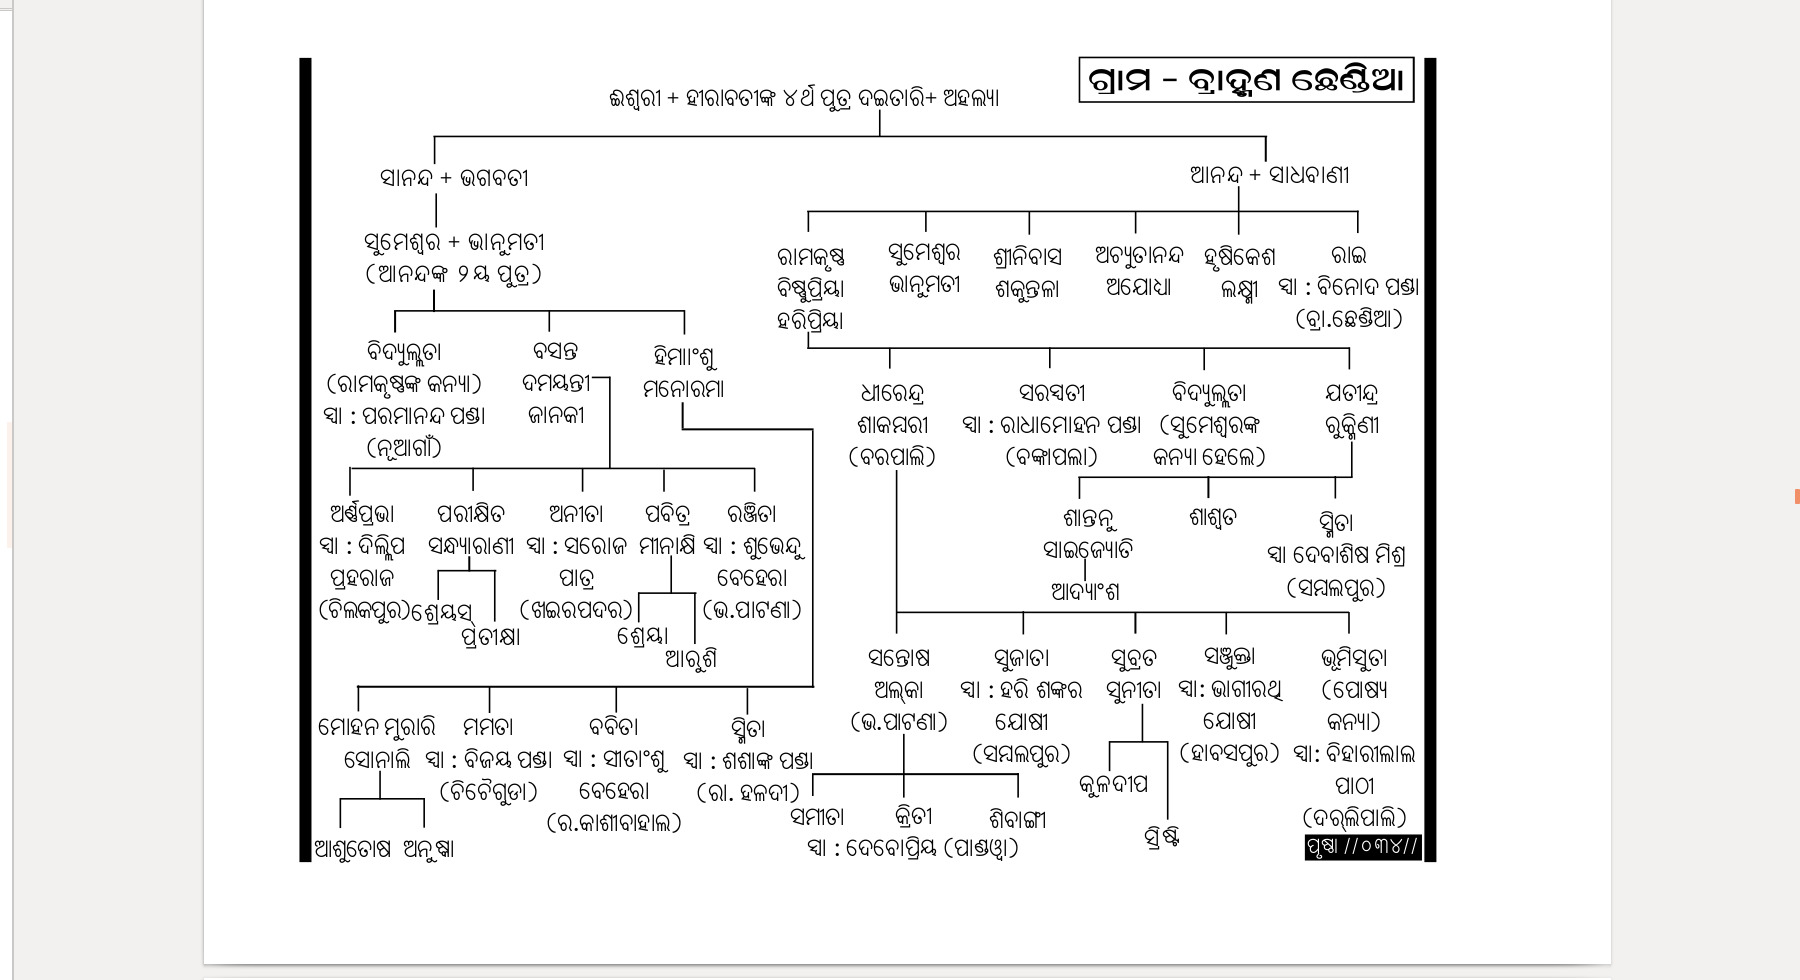 ଗ୍ରାମ - ବ୍ରାହ୍ମଣ ଛେଣ୍ଡିଆ
ଈଶ୍ୱରୀ + ହୀରାବତୀଙ୍କ ୪ର୍ଥ ପୁତ୍ର ଦଇତାରି+ ଅହଲ୍ୟା
ସାନନ୍ଦ + ଭଗବତୀ
ଆନନ୍ଦ + ସାଧବାଣୀ
ସୁମେଶ୍ୱର + ଭାନୁମତୀ
(ଆନନ୍ଦଙ୍କ ୨ୟ ପୁତ୍ର)
ରାମକୃଷ୍ଣ
ବିଷ୍ଣୁପ୍ରିୟା
ହରିପ୍ରିୟା
ସୁମେଶ୍ୱର
ଭାନୁମତୀ
ଶ୍ରୀନିବାସ
ଶକୁନ୍ତଳା
ଅଚ୍ୟୁତାନନ୍ଦ
ଅଯୋଧ୍ୟା
ହୃଷିକେଶ
ଲକ୍ଷ୍ମୀ
ରାଇ
ସ୍ୱା : ବିନୋଦ ପଣ୍ଡା
(ବ୍ରା.ଛେଣ୍ଡିଆ)
ବିଦ୍ୟୁଲ୍ଲତା
(ରାମକୃଷ୍ଣଙ୍କ କନ୍ୟା)
ସ୍ୱା : ପରମାନନ୍ଦ ପଣ୍ଡା
(ନୂଆଗାଁ)
ବସନ୍ତ
ଦମୟନ୍ତୀ
ଜାନକୀ
ହିମାାଂଶୁ
ମନୋରମା
ଧୀରେନ୍ଦ୍ର
ଶାକମ୍ବରୀ
(ବରପାଲି)
ସରସ୍ୱତୀ
ସ୍ୱା : ରାଧାମୋହନ ପଣ୍ଡା
(ବଙ୍କାପଲା)
ବିଦ୍ୟୁଲ୍ଲତା
(ସୁମେଶ୍ୱରଙ୍କ
କନ୍ୟା ହେଲେ)
ଯତୀନ୍ଦ୍ର
ରୁକ୍ମିଣୀ
ଅର୍ଣ୍ଣପ୍ରଭା
ସ୍ୱା : ଦିଲ୍ଲିପ
ପ୍ରହରାଜ
(ଚିଲକପୁର)
ପରୀକ୍ଷିତ
ସନ୍ଧ୍ୟାରାଣୀ
ଅନୀତା
ସ୍ୱା : ସରୋଜ
ପାତ୍ର
(ଖଇରପଦର)
ପବିତ୍ର
ମୀନାକ୍ଷି
ରଞ୍ଜିତା
ସ୍ୱା : ଶୁଭେନ୍ଦୁ
ବେହେରା
(ଭ.ପାଟଣା)
ଶ୍ରେୟସ୍
ପ୍ରତୀକ୍ଷା
ଶ୍ରେୟା
ଆରୁଶି
ଶାନ୍ତନୁ
ସାଇଜ୍ୟୋତି
ଆଦ୍ୟାଂଶ
ଶାଶ୍ୱତ
ସ୍ମିତା
ସ୍ୱା ଦେବାଶିଷ ମିଶ୍ର
(ସମ୍ବଲପୁର)
ସନ୍ତୋଷ
ଅଲ୍‌କା
(ଭ.ପାଟଣା)
ସୁଜାତା
ସ୍ୱା : ହରି ଶଙ୍କର
ଯୋଷୀ
(ସମ୍ବଲପୁର)
ସୁବ୍ରତ
ସୁନୀତା
ସଞ୍ଜୁକ୍ତା
ସ୍ୱା: ଭାଗୀରଥି
ଯୋଷୀ
(ହାବସପୁର)
ଭୂମିସୁତା
(ପୋଷ୍ୟ
କନ୍ୟା)
ସ୍ୱା: ବିହାରୀଲାଲ
ପାଠୀ
(ଦର୍‌ଲିପାଲି)
ମୋହନ ମୁରାରି
ସୋନାଲି
ମମତା
ସ୍ୱା : ବିଜୟ ପଣ୍ଡା
(ଚିଚୈଗୁଡା)
ବବିତା
ସ୍ୱା : ସୀତାଂଶୁ
ବେହେରା
(ର.କାଶୀବାହାଲ)
ସ୍ମିତା
ସ୍ୱା : ଶଶାଙ୍କ ପଣ୍ଡା
(ରା. ହଳଦୀ)
କୁଳଦୀପ
ସ୍ରିଷ୍ଟି
ସମୀତା
କ୍ରିତୀ
ଶିବାଙ୍ଗୀ
ସ୍ୱା : ଦେବୋପ୍ରିୟ (ପାଣ୍ଡୱା)
ଆଶୁତୋଷ ଅନୁଷ୍କା
ପୃଷ୍ଠା //୦୩୪//